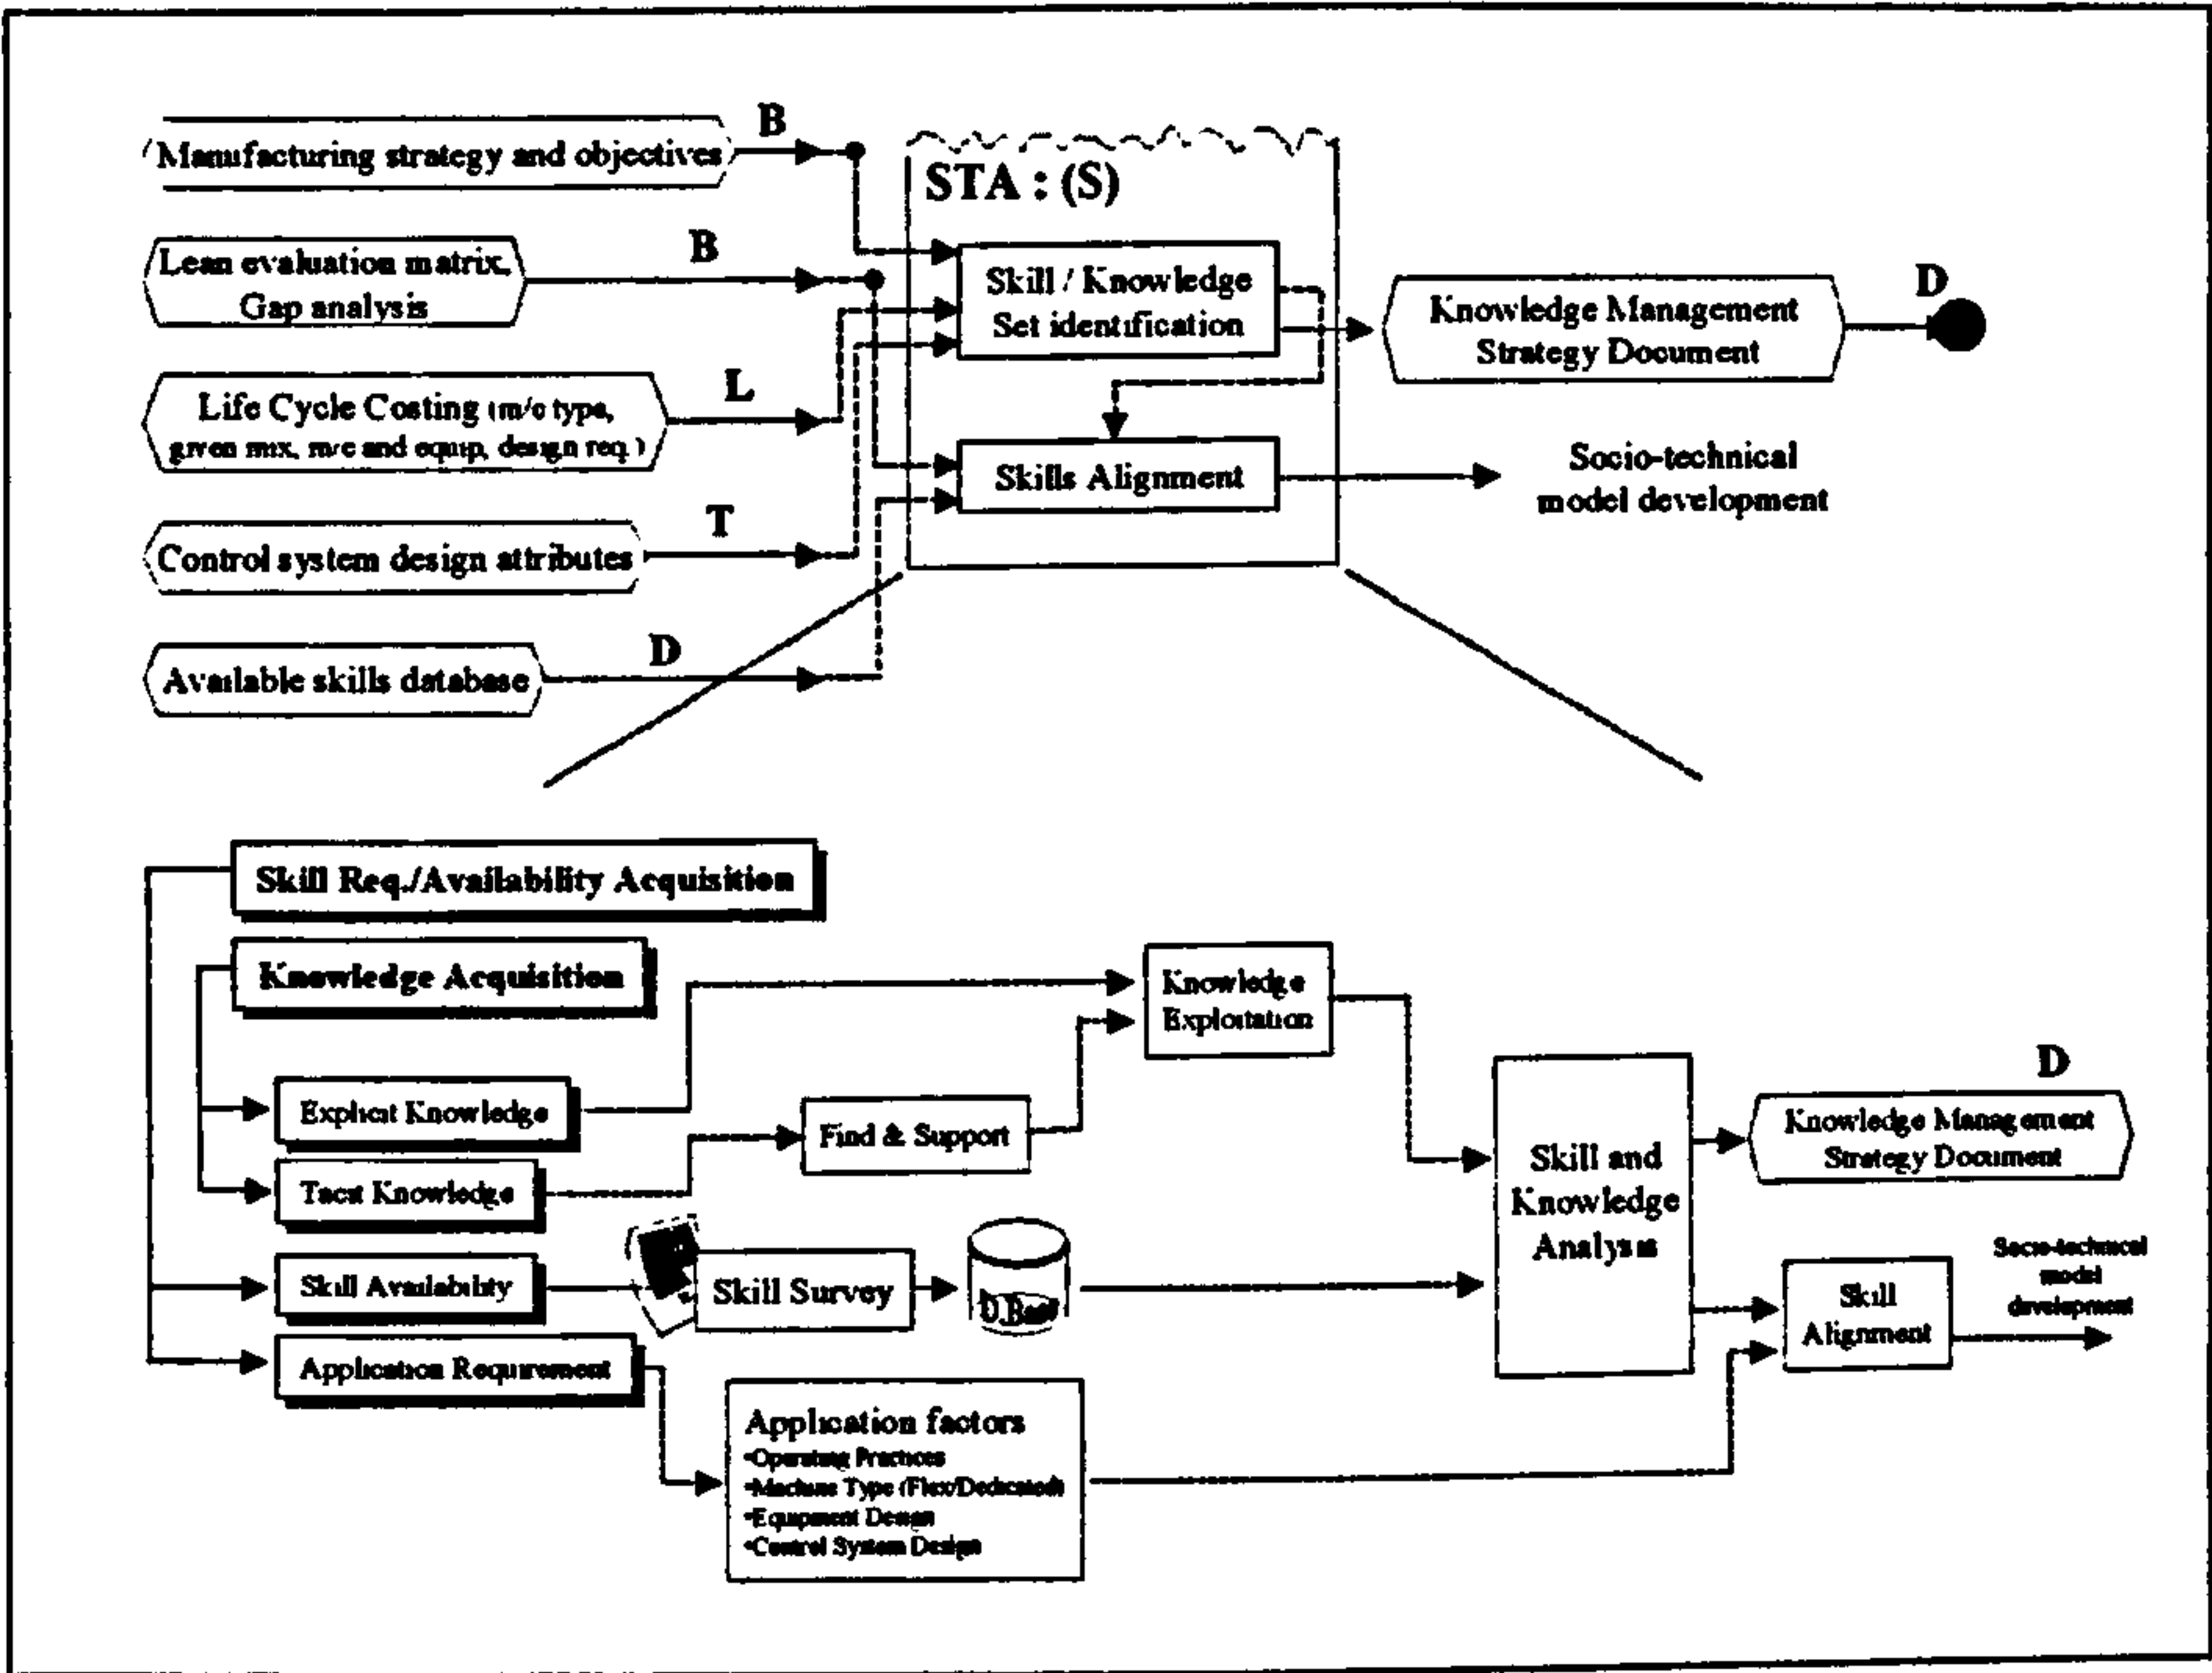 B
Manufacturing strategy and objectives
STA : (S)
B
Lean evaluation matrix,
Gap analysis
Skill / Knowledge
Set identification
D
Knowledge Management
Strategy Document
L
Life Cycle Costing (m/c type,
given mix, m/c and equip, design req.)
Skills Alignment
Socio-technical
model development
T
Control system design attributes
D
Available skills database
Skill Req./Availability Acquisition
Knowledge Acquisition
Knowledge
Exploitation
Explicit Knowledge
Find & Support
Tacit Knowledge
Skill and
Knowledge
Analysis
D
Knowledge Management
Strategy Document
Skill Availability
Skill Survey
D.Base
Skill
Alignment
Socio-technical
model
development
Application Requirement
Application factors
•Operating Practices
•Machine Type (Flex/Dedicated)
•Equipment Design
•Control System Design